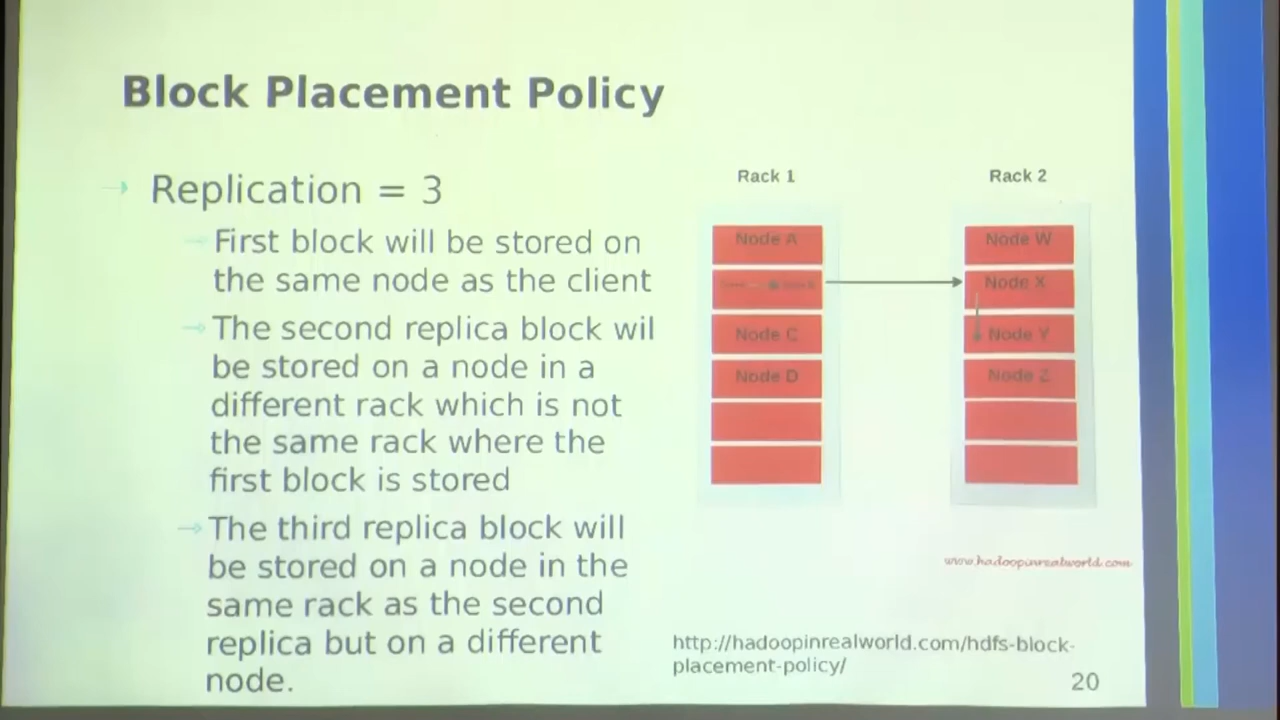 Block Placement Policy
Replication = 3
First block will be stored on
the same node as the client
The second replica block wil
be stored on a node in a
different rack which is not
the same rack where the
first block is stored
The third replica block will
be stored on a node in the
same rack as the second
replica but on a different
node.
Rack 1
Node A
Node C
Node D
Rack 2
Node W
Node X
Node Y
Node Z
www.hadoopinrealworld.com
http://hadoopinrealworld.com/hdfs-block-
placement-policy/
20